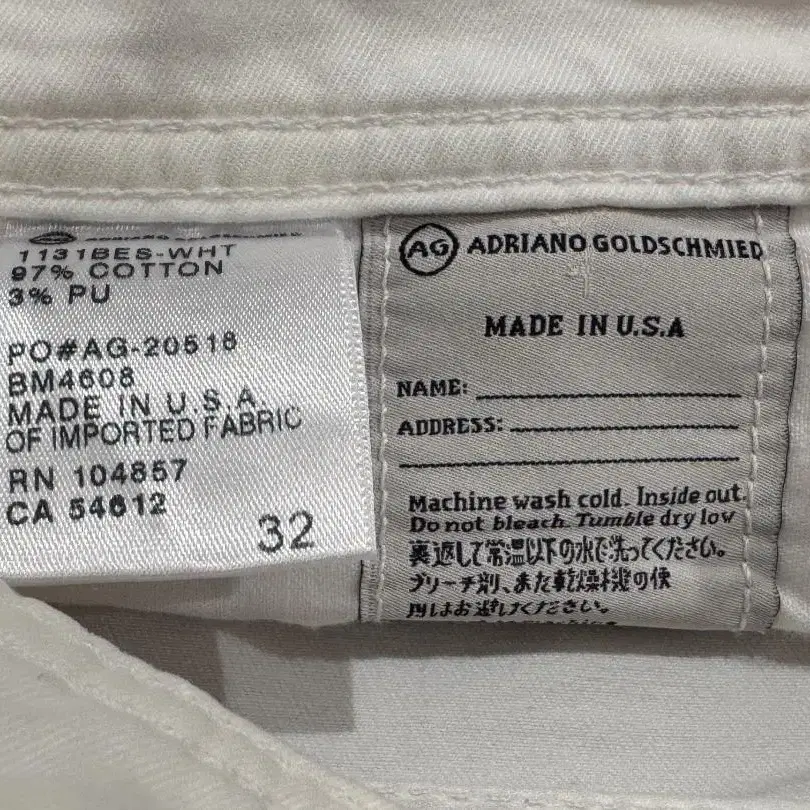 1131BES-WHT
97% COTTON
3% PU
PO#AG-20518
BM4608
MADE IN U.S.A.
OF IMPORTED FABRIC
RN 104857
CA 54612
32
AG ADRIANO GOLDSCHMIED
MADE IN U.S.A
NAME:
ADDRESS:
Machine wash cold. Inside out.
Do not bleach. Tumble dry low
裏返して常温以下の水で洗ってください。
ブリーチ剤、また乾燥機の使
用はお避けください。